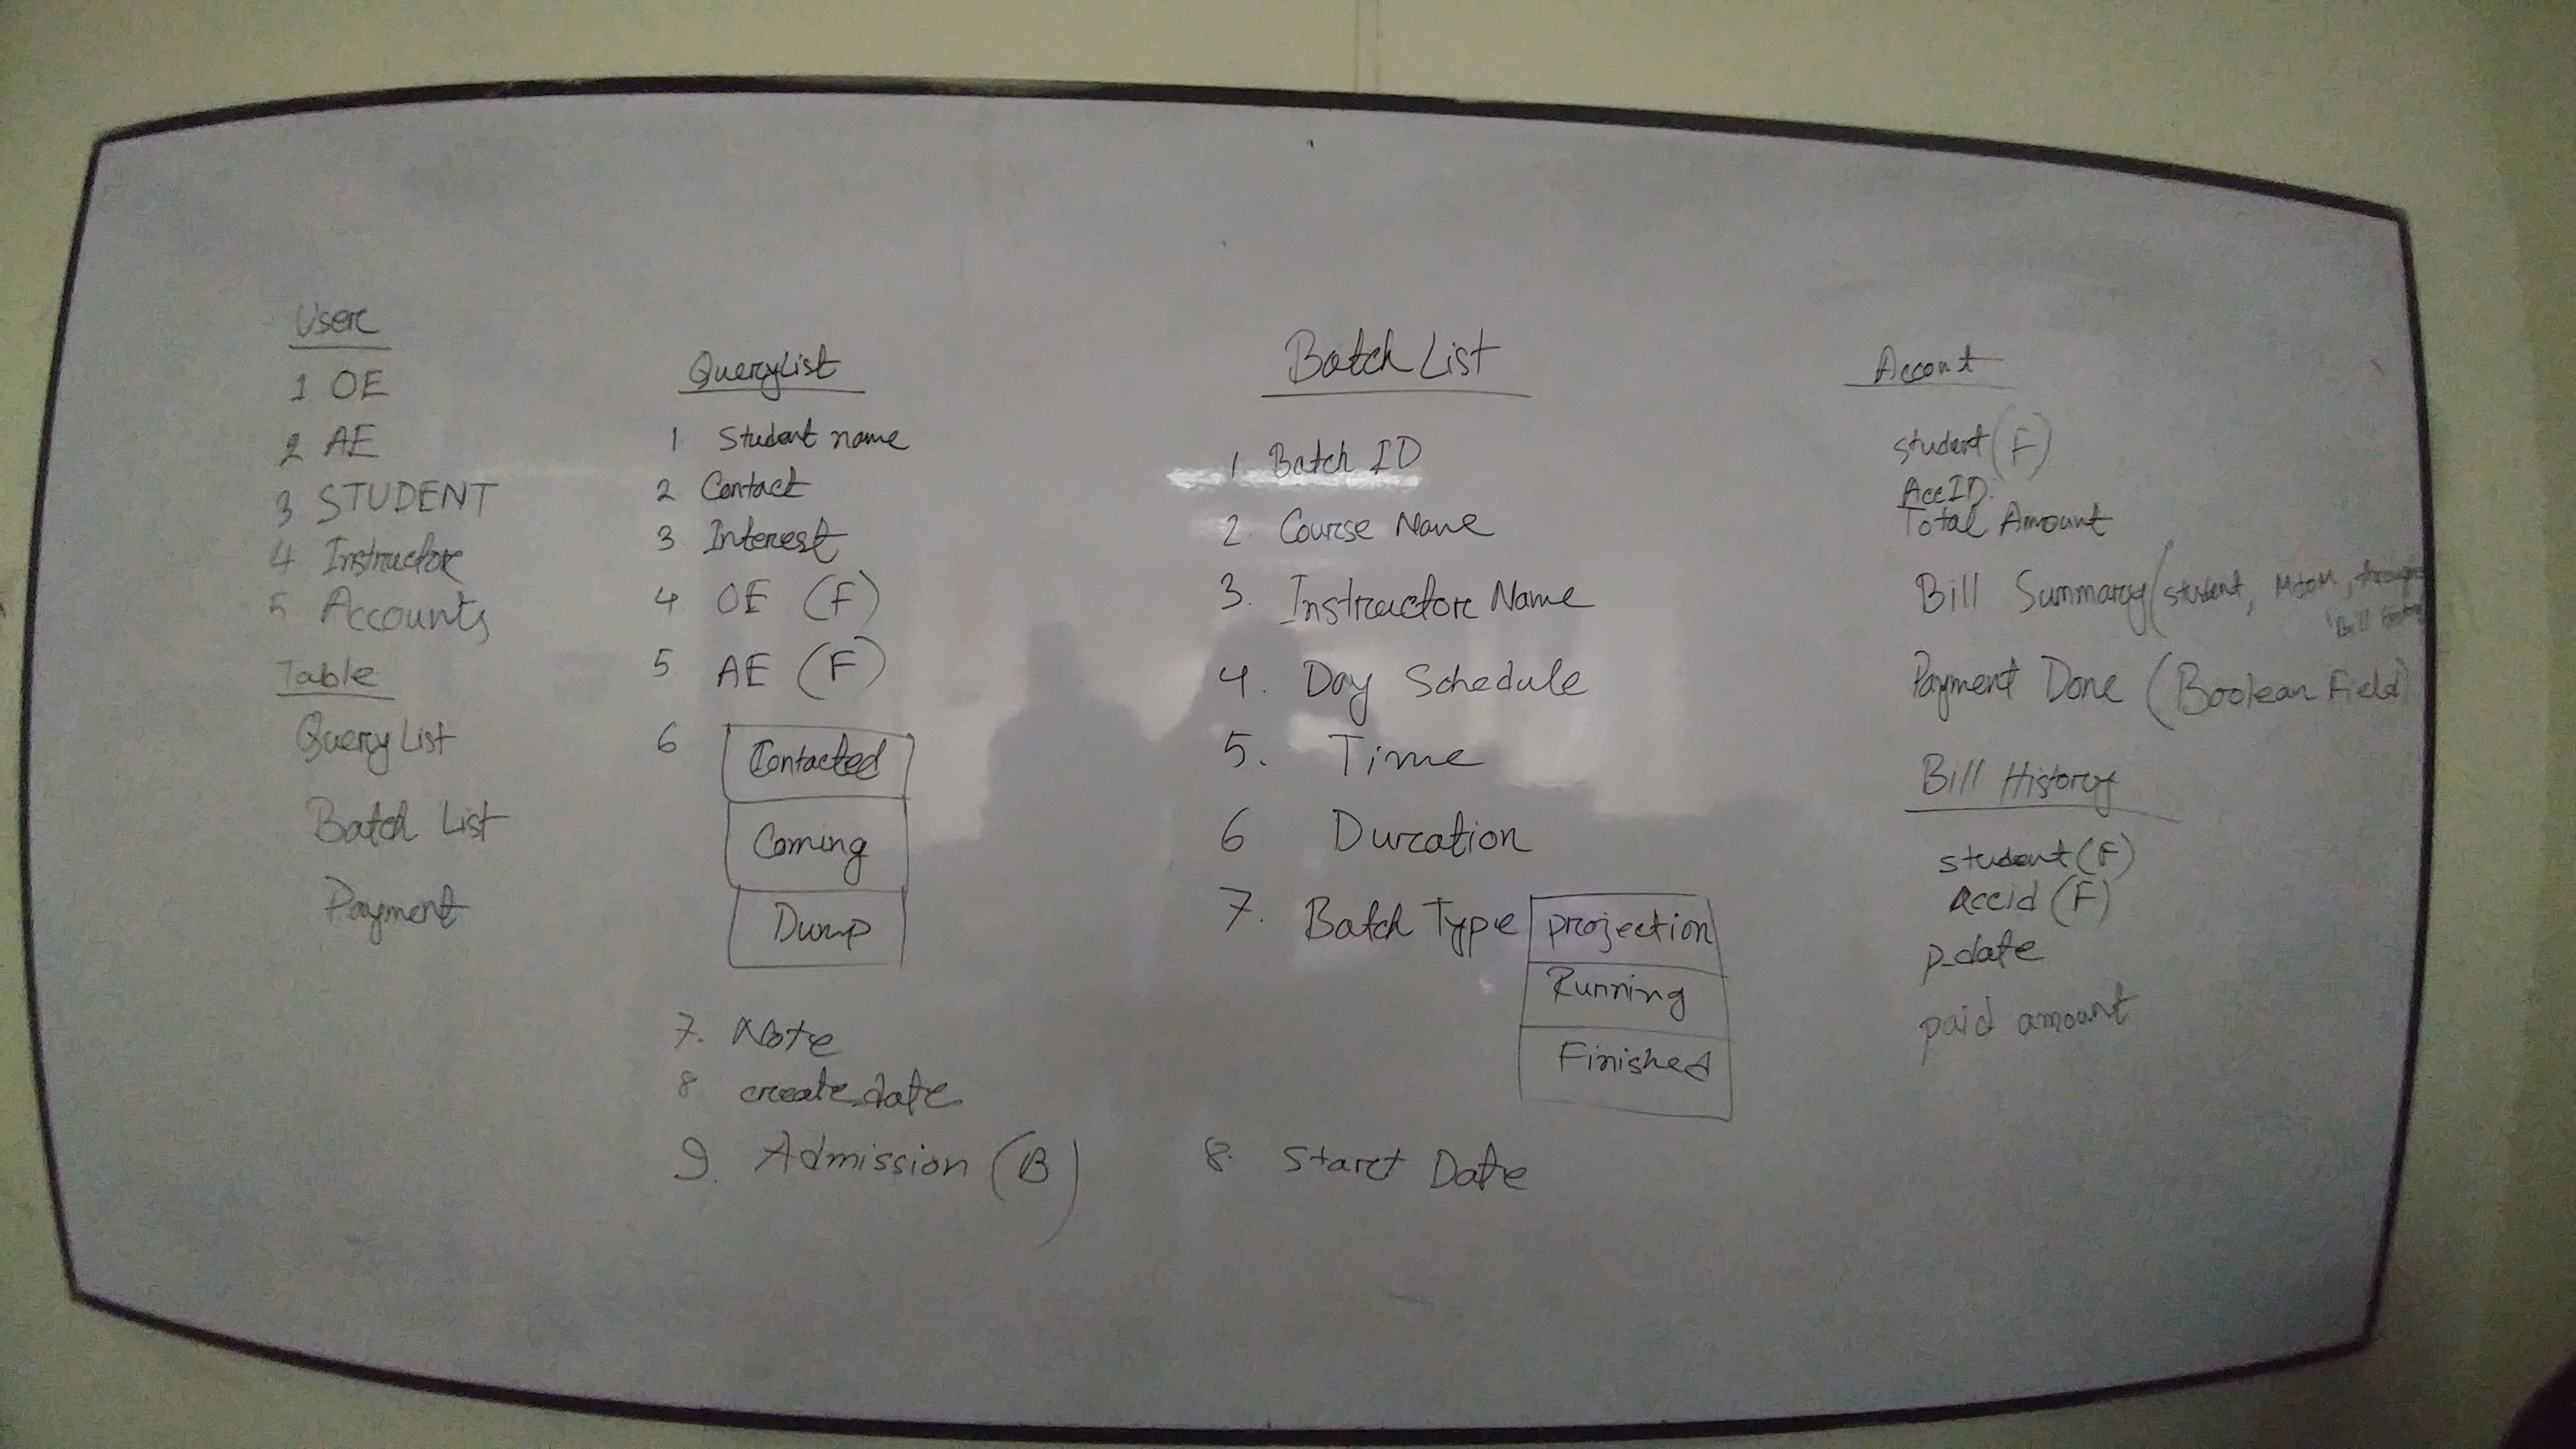 User
1 OE
2 AE
3 STUDENT
4 Instructor
5 Accounts
Table
Query List
Batch List
Payment
QueryList
1 Student name
2 Contact
3 Interest
4 OE (F)
5 AE (F)
6 Contacted
Coming
Dump
7. Note
8 create_date
9. Admission (B)
Batch List
1. Batch ID
2. Course Name
3. Instructor Name
4. Day Schedule
5. Time
6 Duration
7. Batch Type projection
Running
Finished
8. Start Date
Accont
student (F)
AccID
Total Amount
Bill Summary (student, MtoM,
Bill
Payment Done (Boolean Field)
Bill History
student (F)
Accid (F)
p_date
paid amount